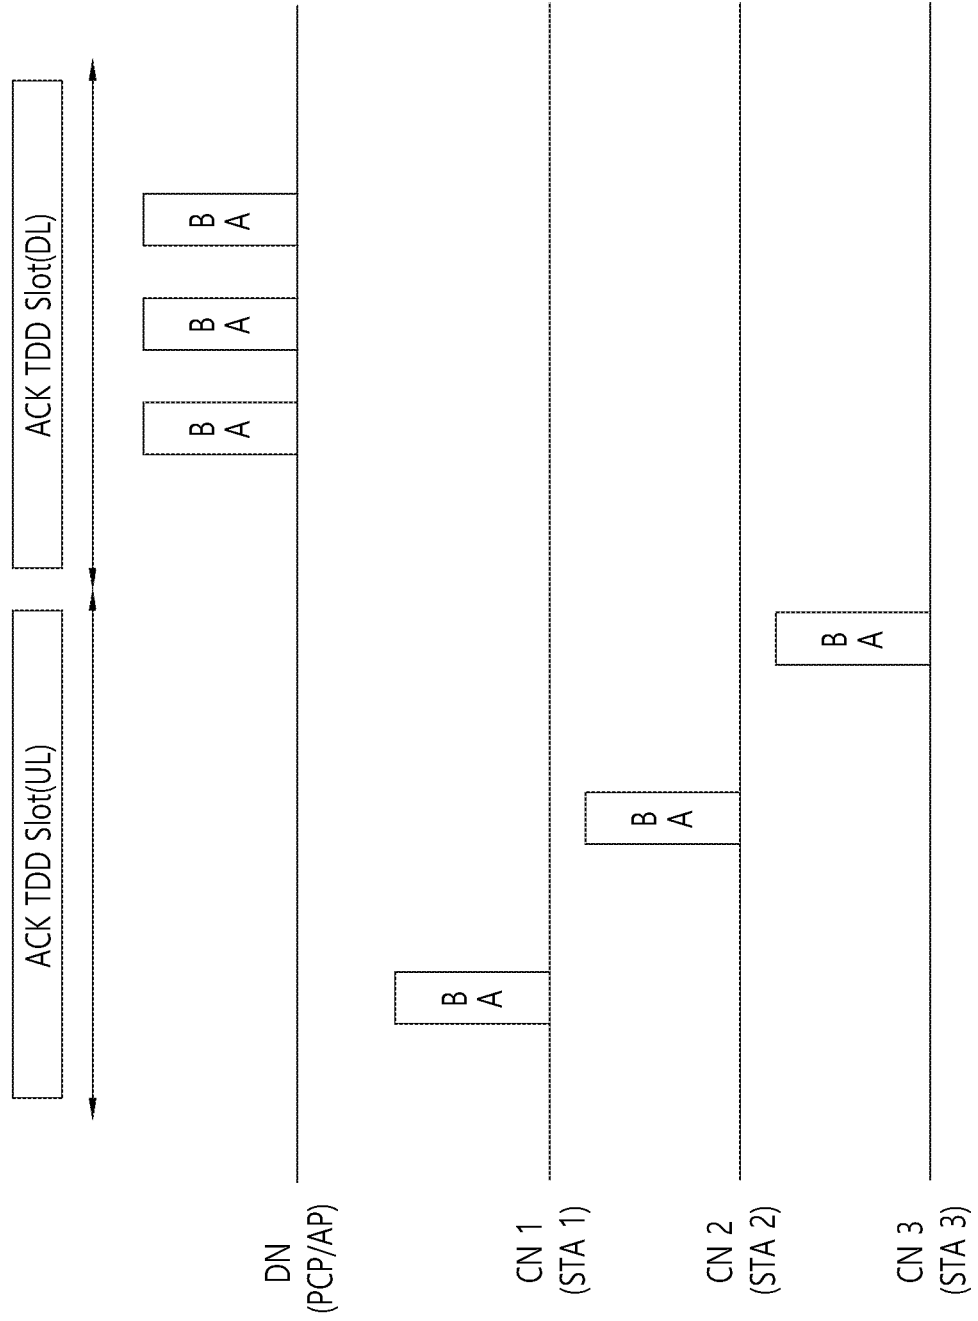 ACK TDD Slot(UL)
ACK TDD Slot(DL)
DN
(PCP/AP)
B
A
B
A
B
A
CN 1
(STA 1)
B
A
CN 2
(STA 2)
B
A
CN 3
(STA 3)
B
A